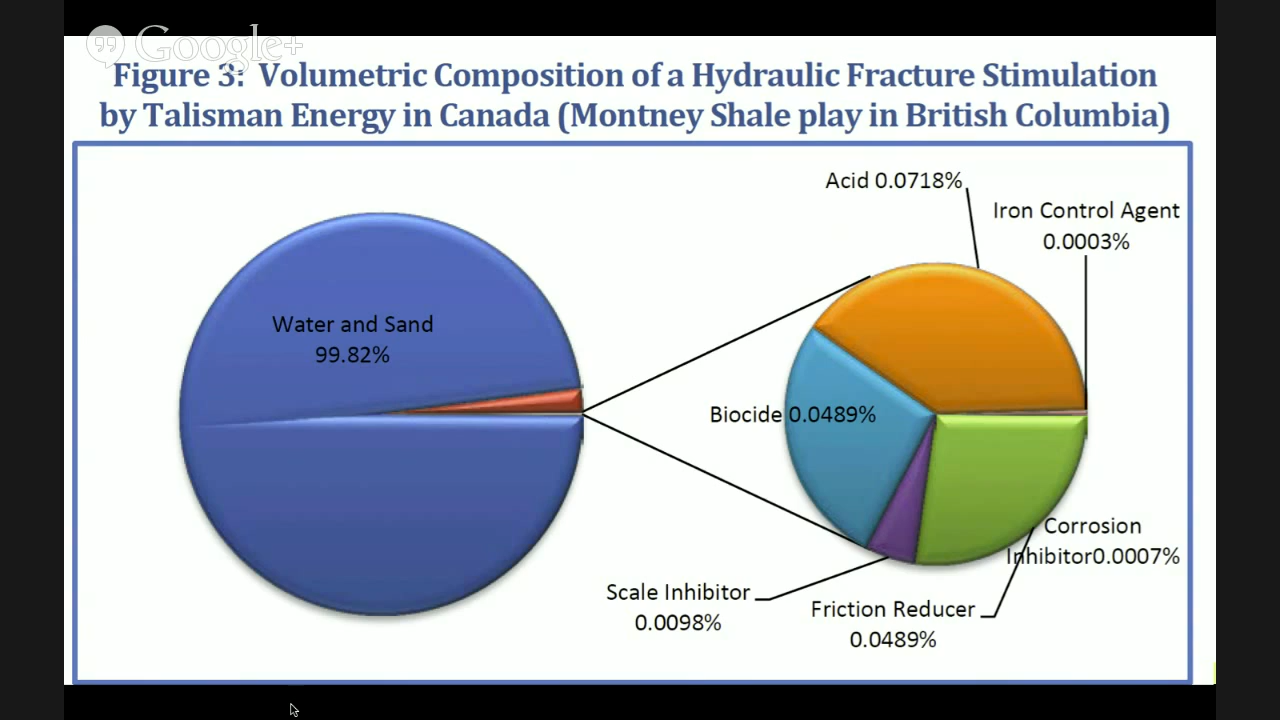 Google+
Figure 3: Volumetric Composition of a Hydraulic Fracture Stimulation
by Talisman Energy in Canada (Montney Shale play in British Columbia)
Acid 0.0718%
Iron Control Agent
0.0003%
Water and Sand
99.82%
Biocide 0.0489%
Corrosion
Inhibitor0.0007%
Scale Inhibitor
0.0098%
Friction Reducer
0.0489%